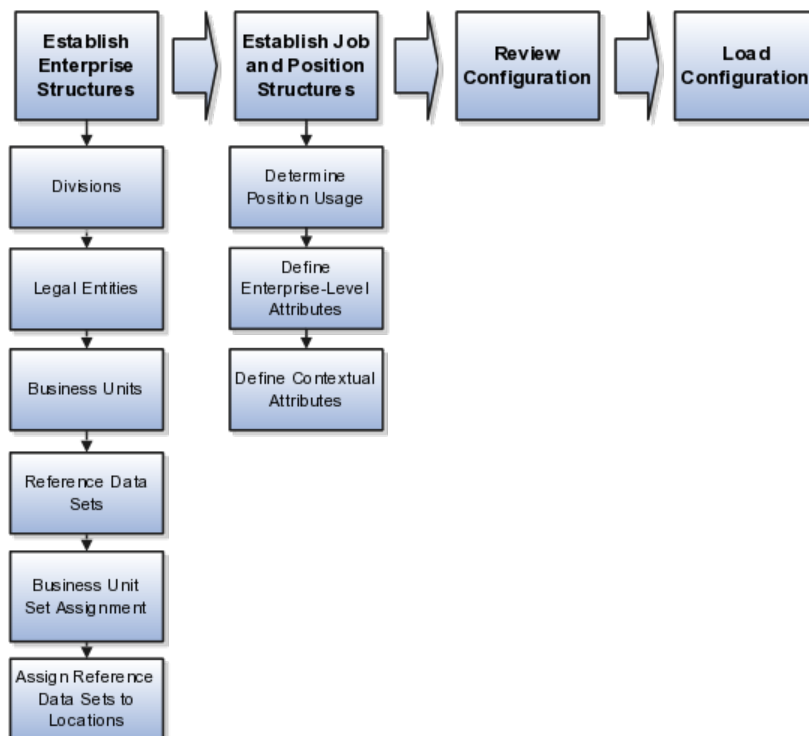 Establish
Enterprise
Structures
Establish Job
and Position
Structures
Review
Configuration
Load
Configuration
Divisions
Legal Entities
Business Units
Reference Data
Sets
Business Unit
Set Assignment
Assign Reference
Data Sets to
Locations
Determine
Position Usage
Define
Enterprise-Level
Attributes
Define Contextual
Attributes